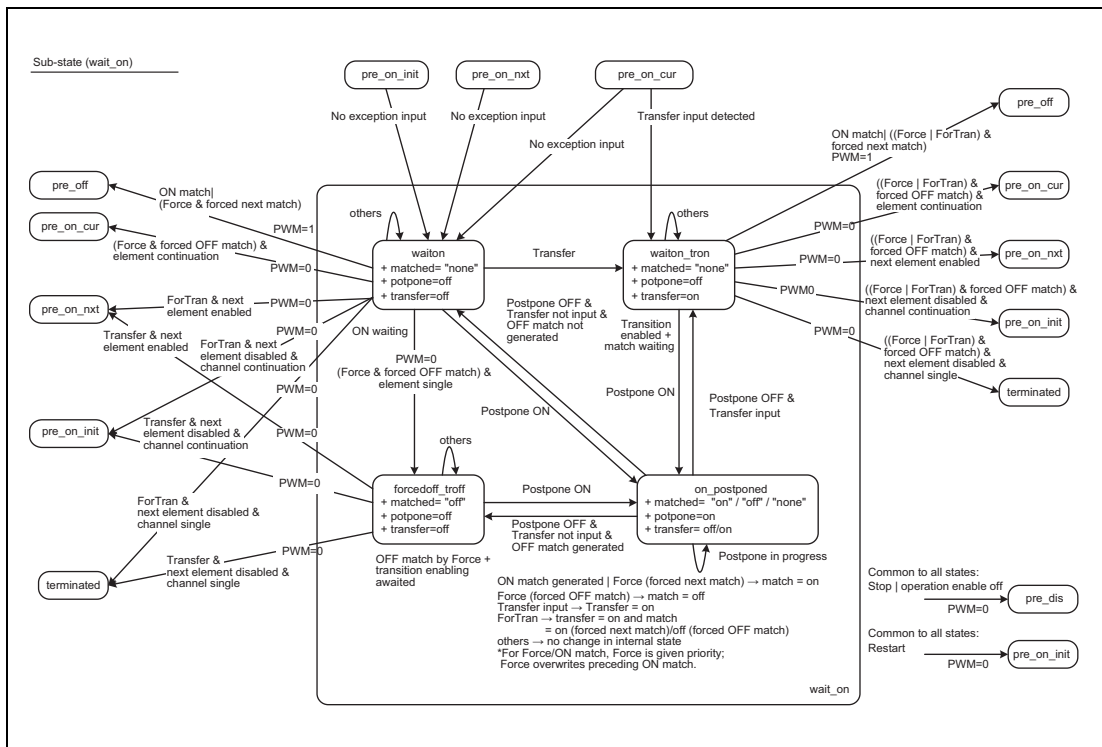 Sub-state (wait_on)
pre_on_init
pre_on_nxt
pre_on_cur
No exception input
No exception input
No exception input
Transfer input detected
pre_off
ON match| ((Force | ForTran) &
forced next match)
PWM=1
pre_off
ON match|
(Force & forced next match)
PWM=1
pre_on_cur
(Force & forced OFF match) &
element continuation
PWM=0
pre_on_nxt
ForTran & next
element enabled
PWM=0
Transfer & next
element enabled
PWM=0
ForTran & next
element disabled &
channel continuation
PWM=0
pre_on_init
Transfer & next
element disabled &
channel continuation
PWM=0
PWM=0
ForTran &
next element disabled &
channel single
Transfer &
next element disabled &
channel single
PWM=0
terminated
others
waiton
+ matched= "none"
+ potpone=off
+ transfer=off
ON waiting
Transfer
others
waiton_tron
+ matched= "none"
+ potpone=off
+ transfer=on
Transition
enabled +
match waiting
Postpone OFF &
Transfer not input &
OFF match not
generated
PWM=0
(Force & forced OFF match) &
element single
Postpone ON
Postpone ON
Postpone OFF &
Transfer input
others
forcedoff_troff
+ matched= "off"
+ potpone=off
+ transfer=off
OFF match by Force +
transition enabling
awaited
Postpone ON
Postpone OFF &
Transfer not input &
OFF match generated
on_postponed
+ matched= "on" / "off" / "none"
+ potpone=on
+ transfer= off/on
Postpone in progress
ON match generated | Force (forced next match) → match = on
Force (forced OFF match) → match = off
Transfer input → Transfer = on
ForTran → transfer = on and match
= on (forced next match)/off (forced OFF match)
others → no change in internal state
*For Force/ON match, Force is given priority;
Force overwrites preceding ON match.
wait_on
((Force | ForTran) &
forced OFF match) &
element continuation
PWM=0
pre_on_cur
((Force | ForTran) &
forced OFF match) &
next element enabled
PWM=0
pre_on_nxt
PWM0
((Force | ForTran) & forced OFF match) &
next element disabled &
channel continuation
pre_on_init
PWM=0
((Force | ForTran) &
forced OFF match) &
next element disabled &
channel single
terminated
Common to all states:
Stop | operation enable off
PWM=0
pre_dis
Common to all states:
Restart
PWM=0
pre_on_init